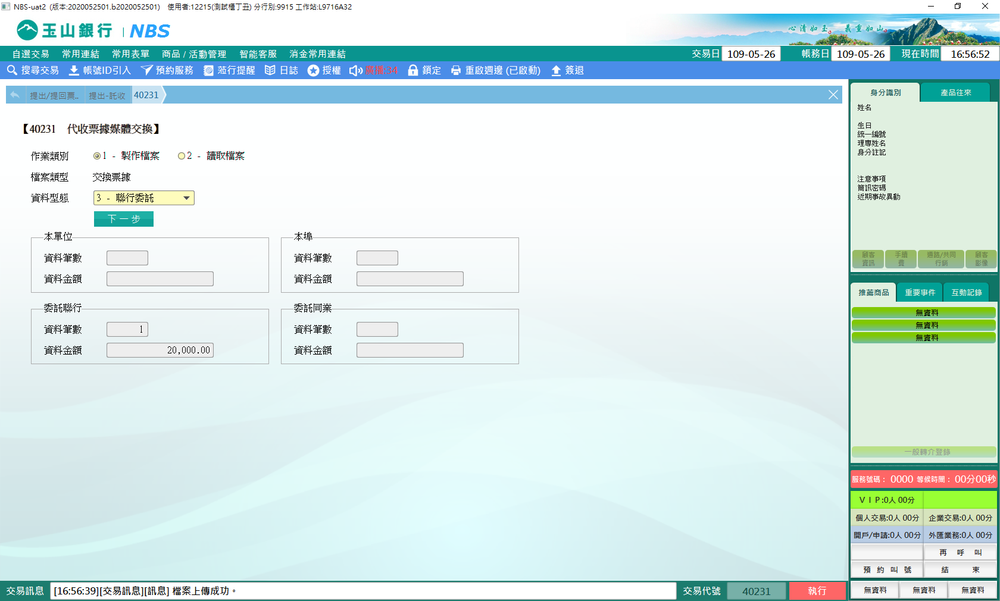 NBS-uat2 (版本:2020052501.b2020052501) 使用者:12215(測試櫃丁丑) 分行別:9915 工作站:L9716A32
玉山銀行 | NBS
心清如玉。 義重如山。
自選交易 常用連結 常用表單 商品 / 活動管理 智能客服 消金常用連結 交易日 109-05-26 帳務日 109-05-26 現在時間 16:56:52
搜尋交易 帳號ID引入 預約服務 蒞行提醒 日誌 授權 廣播:34 鎖定 重啟週邊 (已啟動) 簽退
提出/提回票.. 提出-託收 40231
【40231 代收票據媒體交換】
作業類別 1 - 製作檔案 2 - 讀取檔案
檔案類型 交換票據
資料型態 3 - 聯行委託
下一步
本單位
資料筆數
資料金額
本埠
資料筆數
資料金額
委託聯行
資料筆數 1
資料金額 20,000.00
委託同業
資料筆數
資料金額
身分識別 產品往來
姓名
生日
統一編號
理專姓名
身分註記
注意事項
簡訊密碼
近期事故異動
顧客資訊 手續費 通路/共同行銷 顧客影像
推薦商品 重要事件 互動記錄
無資料
無資料
無資料
一般轉介登錄
服務號碼： 0000 等候時間： 00分00秒
ＶＩＰ:0人 00分
個人交易:0人 00分 企業交易:0人 00分
開戶/申請:0人 00分 外匯業務:0人 00分
再 呼 叫
預 約 叫 號 結 束
無資料 無資料 無資料
交易訊息 [16:56:39][交易訊息][訊息] 檔案上傳成功。 交易代號 40231 執行